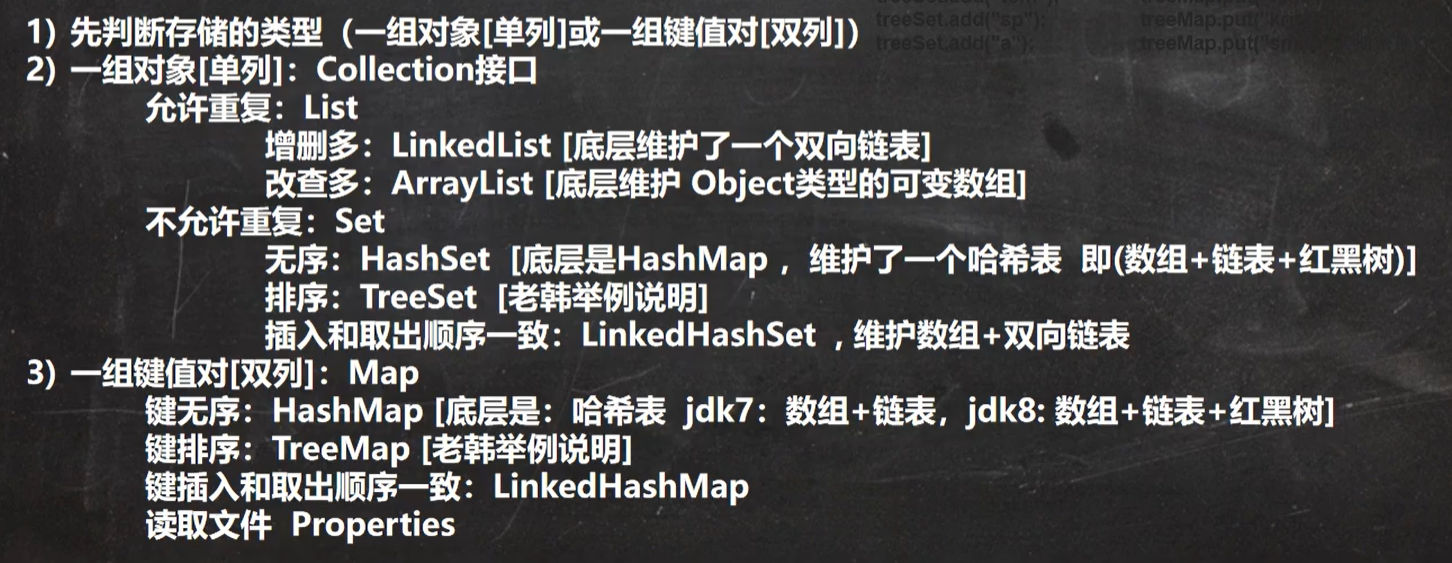 treeSet.add("sp");
treeSet.add("a");
1) 先判断存储的类型（一组对象[单列]或一组键值对[双列]）
2) 一组对象[单列]：Collection接口
允许重复：List
增删多：LinkedList [底层维护了一个双向链表]
改查多：ArrayList [底层维护 Object类型的可变数组]
不允许重复：Set
无序：HashSet [底层是HashMap ，维护了一个哈希表 即(数组+链表+红黑树)]
排序：TreeSet [老韩举例说明]
插入和取出顺序一致：LinkedHashSet ，维护数组+双向链表
3) 一组键值对[双列]：Map
键无序：HashMap [底层是：哈希表 jdk7：数组+链表，jdk8: 数组+链表+红黑树]
键排序：TreeMap [老韩举例说明]
键插入和取出顺序一致：LinkedHashMap
读取文件 Properties